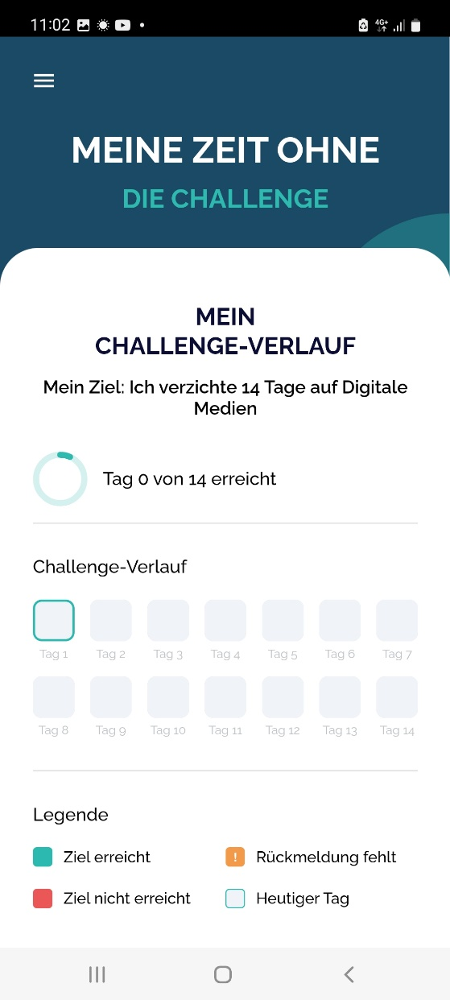 11:02
4G+
MEINE ZEIT OHNE
DIE CHALLENGE
MEIN
CHALLENGE-VERLAUF
Mein Ziel: Ich verzichte 14 Tage auf Digitale
Medien
Tag 0 von 14 erreicht
Challenge-Verlauf
Tag 1 Tag 2 Tag 3 Tag 4 Tag 5 Tag 6 Tag 7
Tag 8 Tag 9 Tag 10 Tag 11 Tag 12 Tag 13 Tag 14
Legende
Ziel erreicht ! Rückmeldung fehlt
Ziel nicht erreicht Heutiger Tag